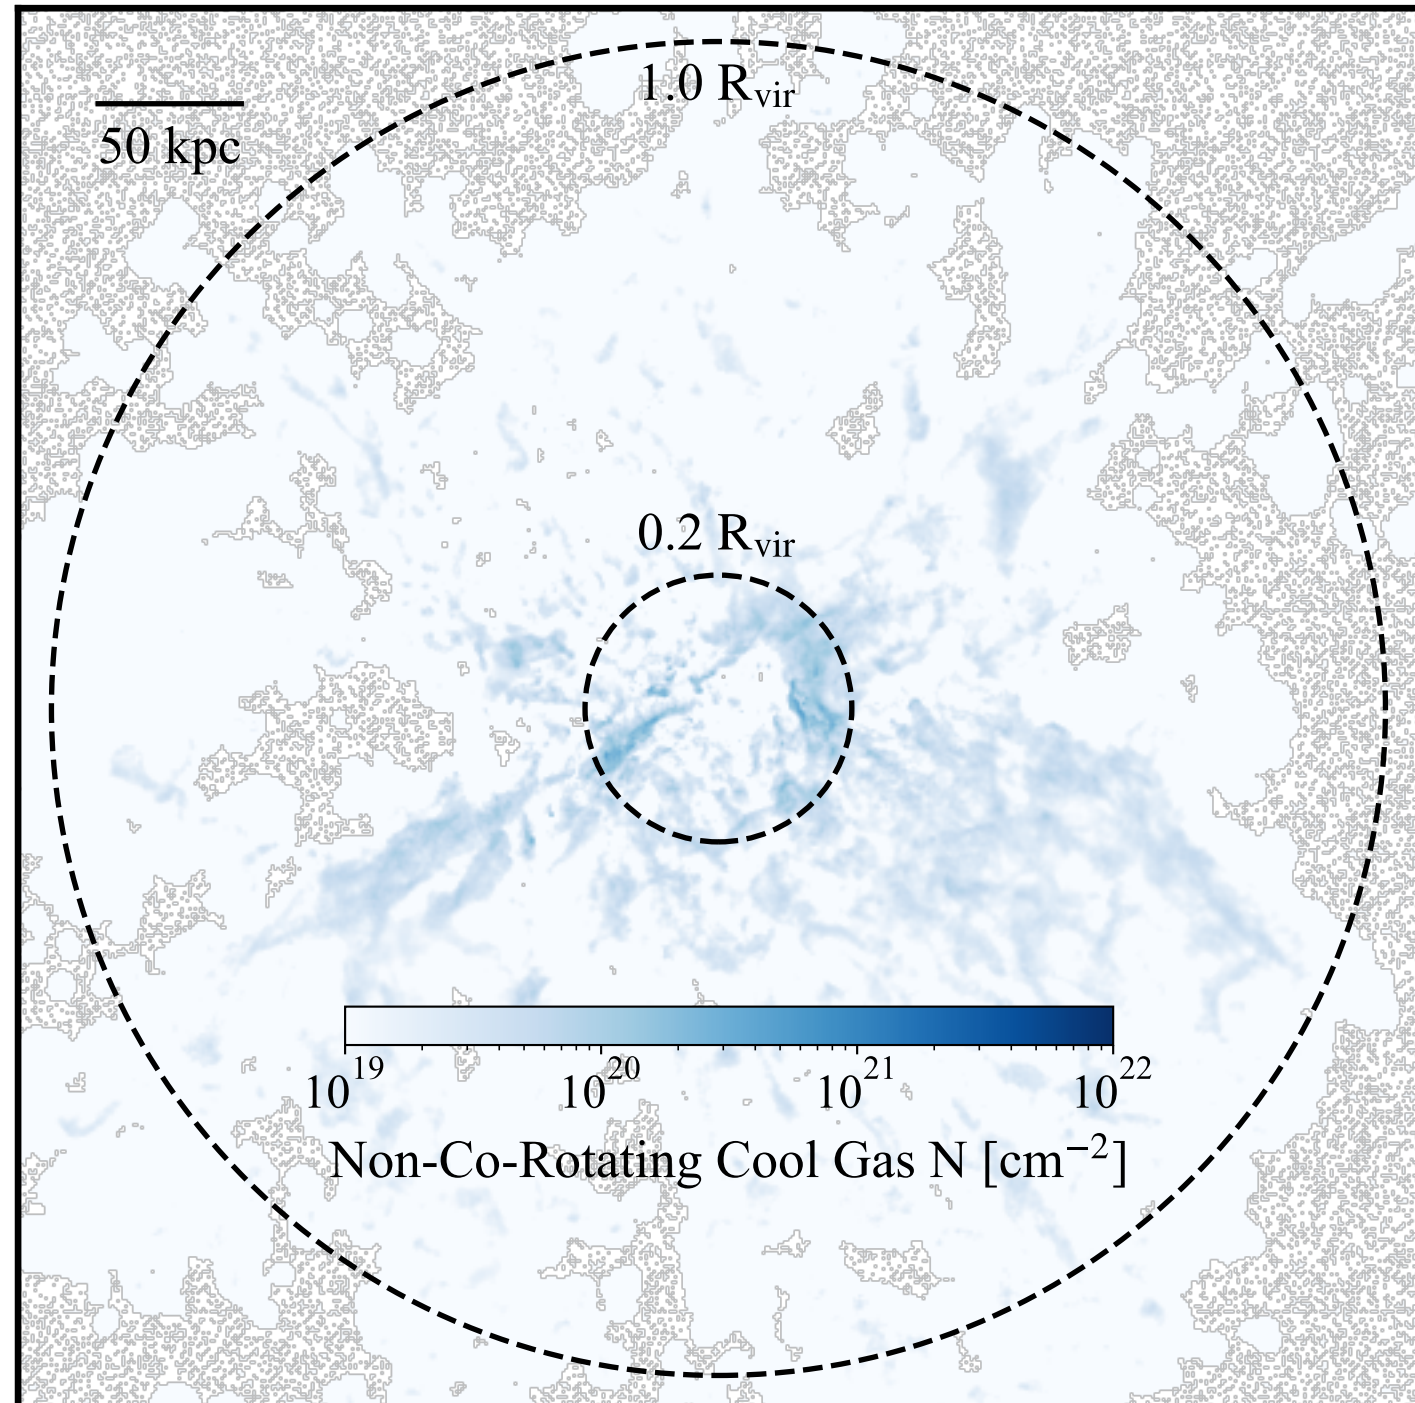 1.0 R_vir
50 kpc
0.2 R_vir
10^19 10^20 10^21 10^22
Non-Co-Rotating Cool Gas N [cm^−2]